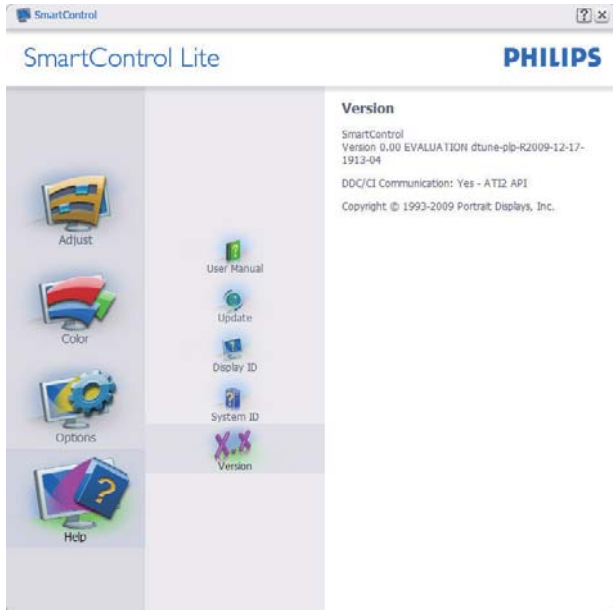 SmartControl
SmartControl Lite
PHILIPS
Adjust
Color
Options
Help
User Manual
Update
Display ID
System ID
X.X
Version
Version
SmartControl
Version 0.00 EVALUATION dtune-plp-R2009-12-17-
1913-04
DDC/CI Communication: Yes - ATI2 API
Copyright © 1993-2009 Portrait Displays, Inc.